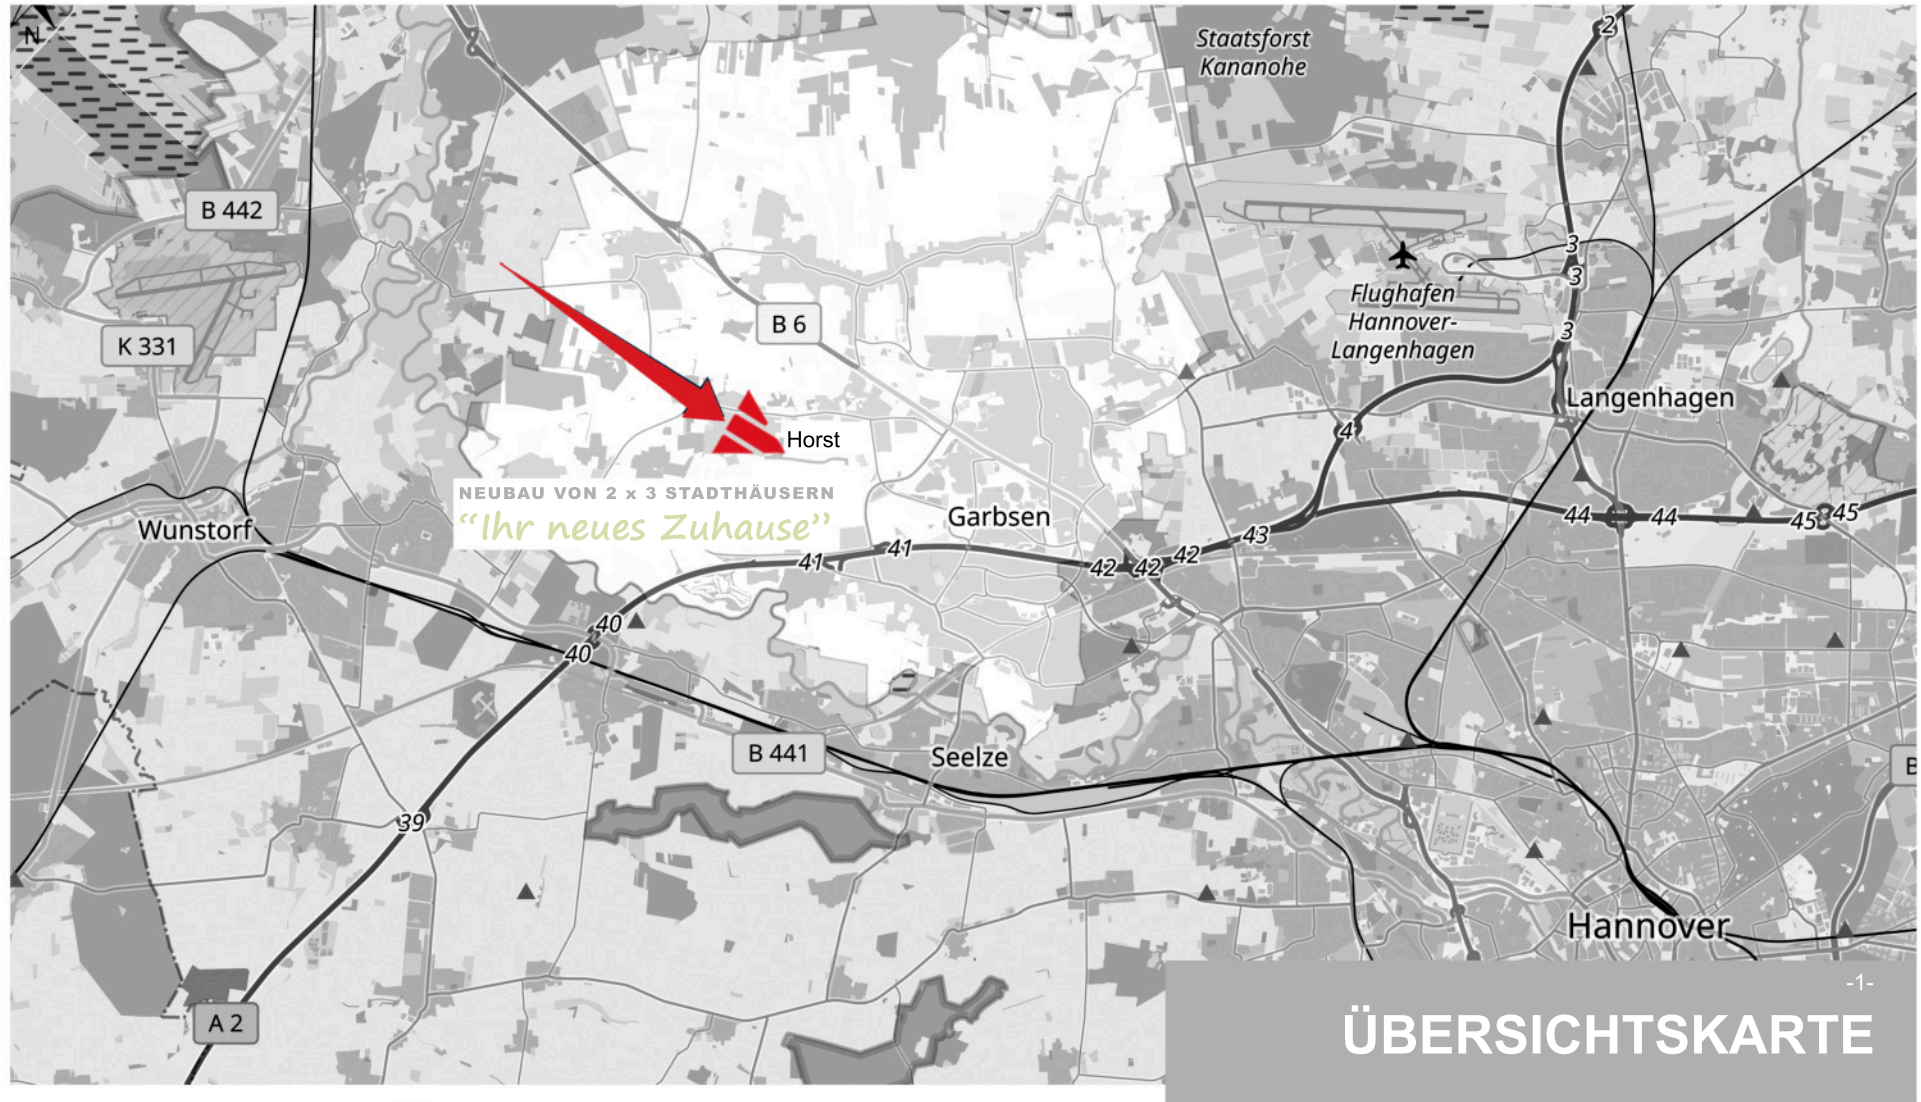 N
Staatsforst
Kananohe
2
B 442
3
3
Flughafen
Hannover-
Langenhagen
B 6
3
K 331
Langenhagen
4
Horst
NEUBAU VON 2 x 3 STADTHÄUSERN
“Ihr neues Zuhause”
Wunstorf
Garbsen
44
44
45
45
43
41
41
42
42
42
40
40
B 441
Seelze
B
39
Hannover
A 2
-1-
ÜBERSICHTSKARTE